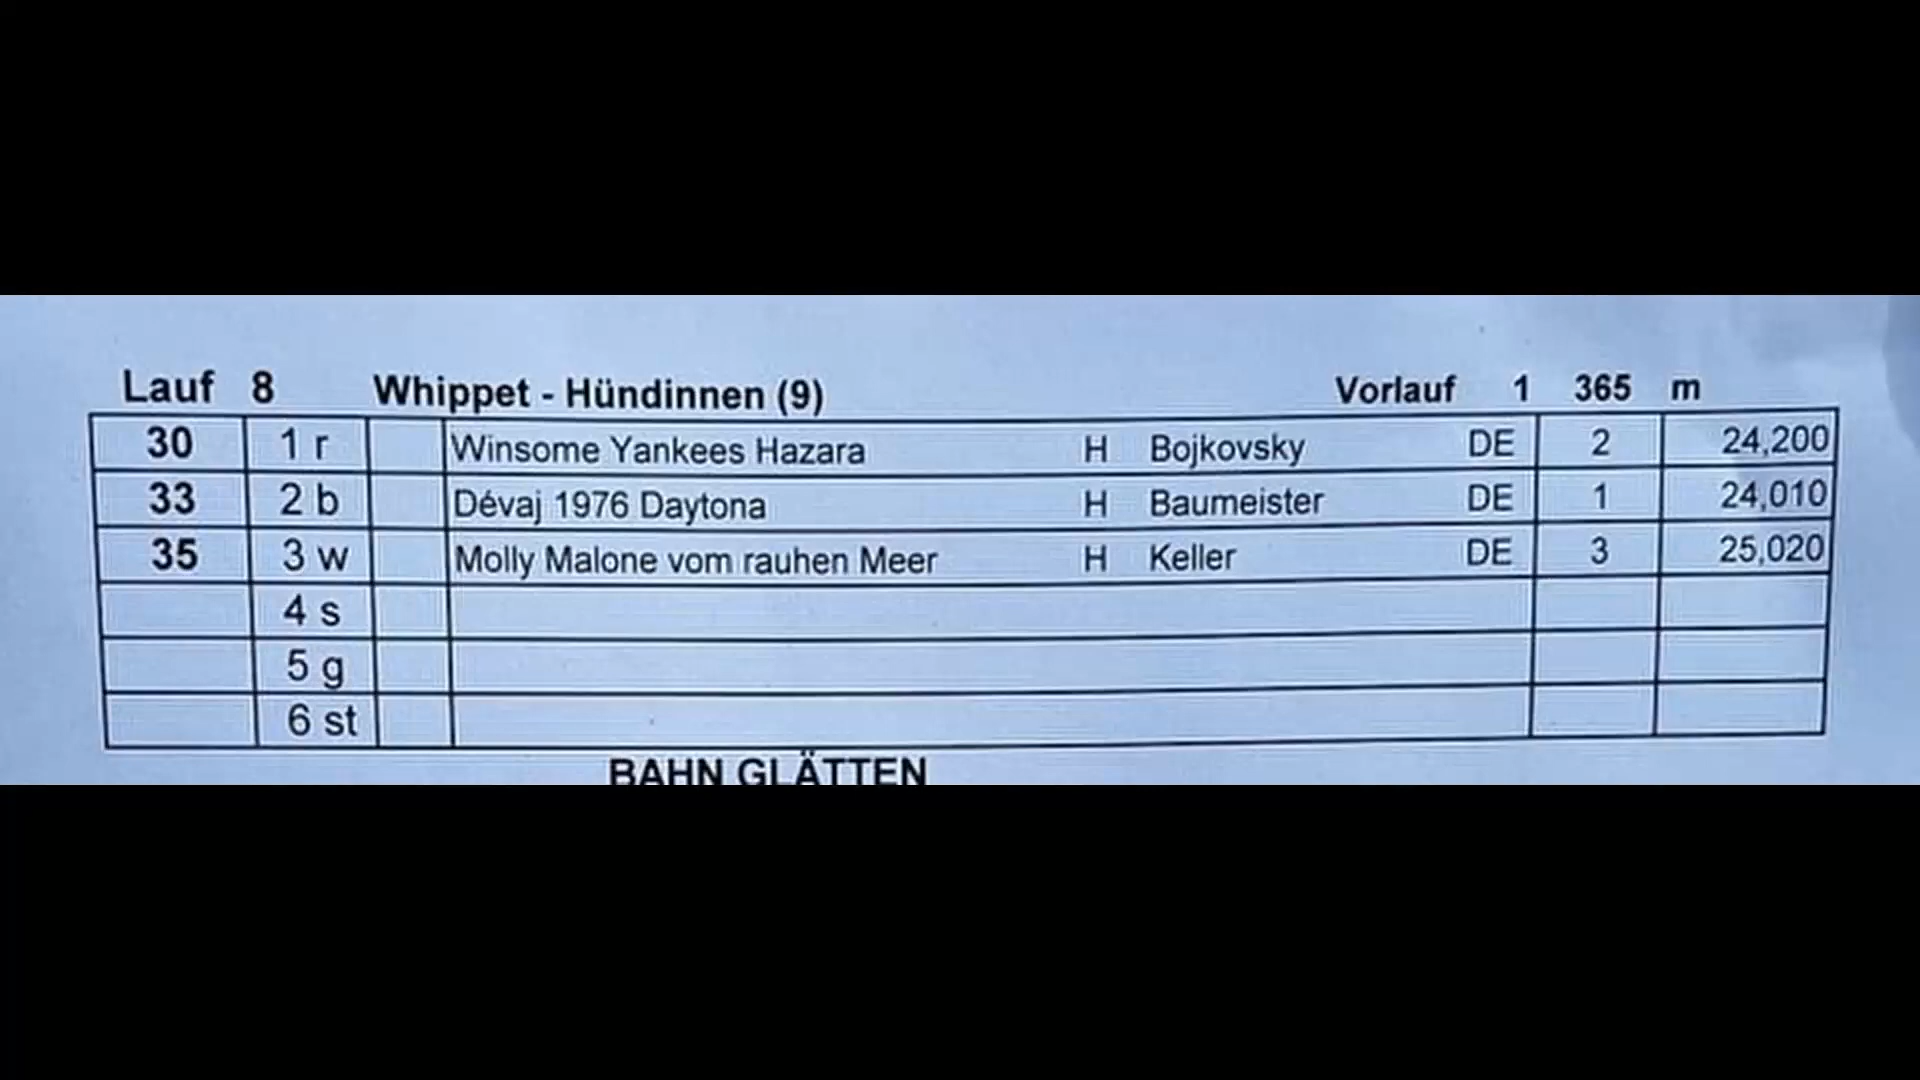 Lauf 8 Whippet - Hündinnen (9) Vorlauf 1 365 m
30 1 r Winsome Yankees Hazara H Bojkovsky DE 2 24,200
33 2 b Dévaj 1976 Daytona H Baumeister DE 1 24,010
35 3 w Molly Malone vom rauhen Meer H Keller DE 3 25,020
4 s
5 g
6 st
BAHN GLÄTTEN